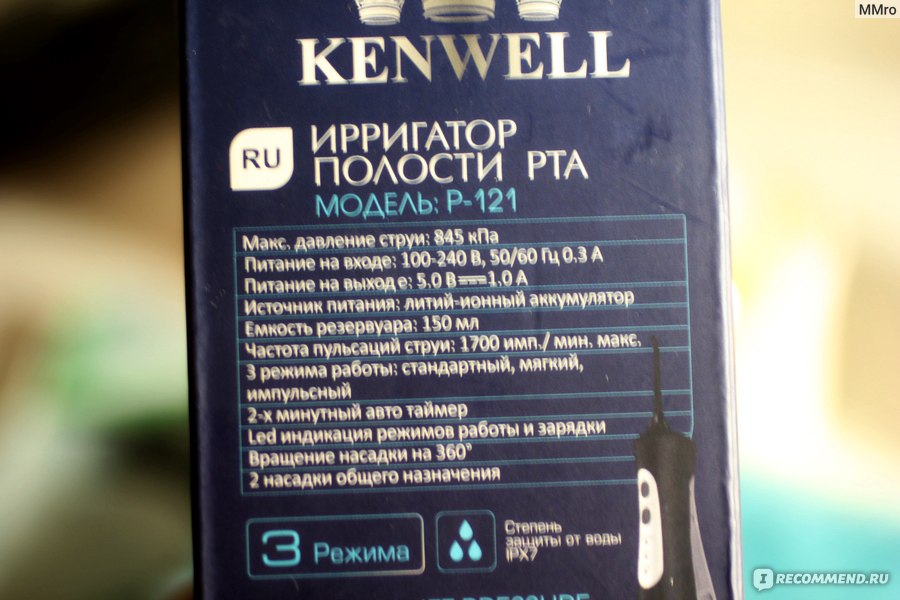 MMro
KENWELL
RU
ИРРИГАТОР
ПОЛОСТИ РТА
МОДЕЛЬ: P-121
Макс. давление струи: 845 кПа
Питание на входе: 100-240 В, 50/60 Гц 0.3 А
Питание на выходе: 5.0 В⎓1.0 А
Источник питания: литий-ионный аккумулятор
Емкость резервуара: 150 мл
Частота пульсаций струи: 1700 имп./ мин. макс.
3 режима работы: стандартный, мягкий,
импульсный
2-х минутный авто таймер
Led индикация режимов работы и зарядки
Вращение насадки на 360°
2 насадки общего назначения
3 Режима
Степень
защиты от воды
IPX7
I RECOMMEND.RU